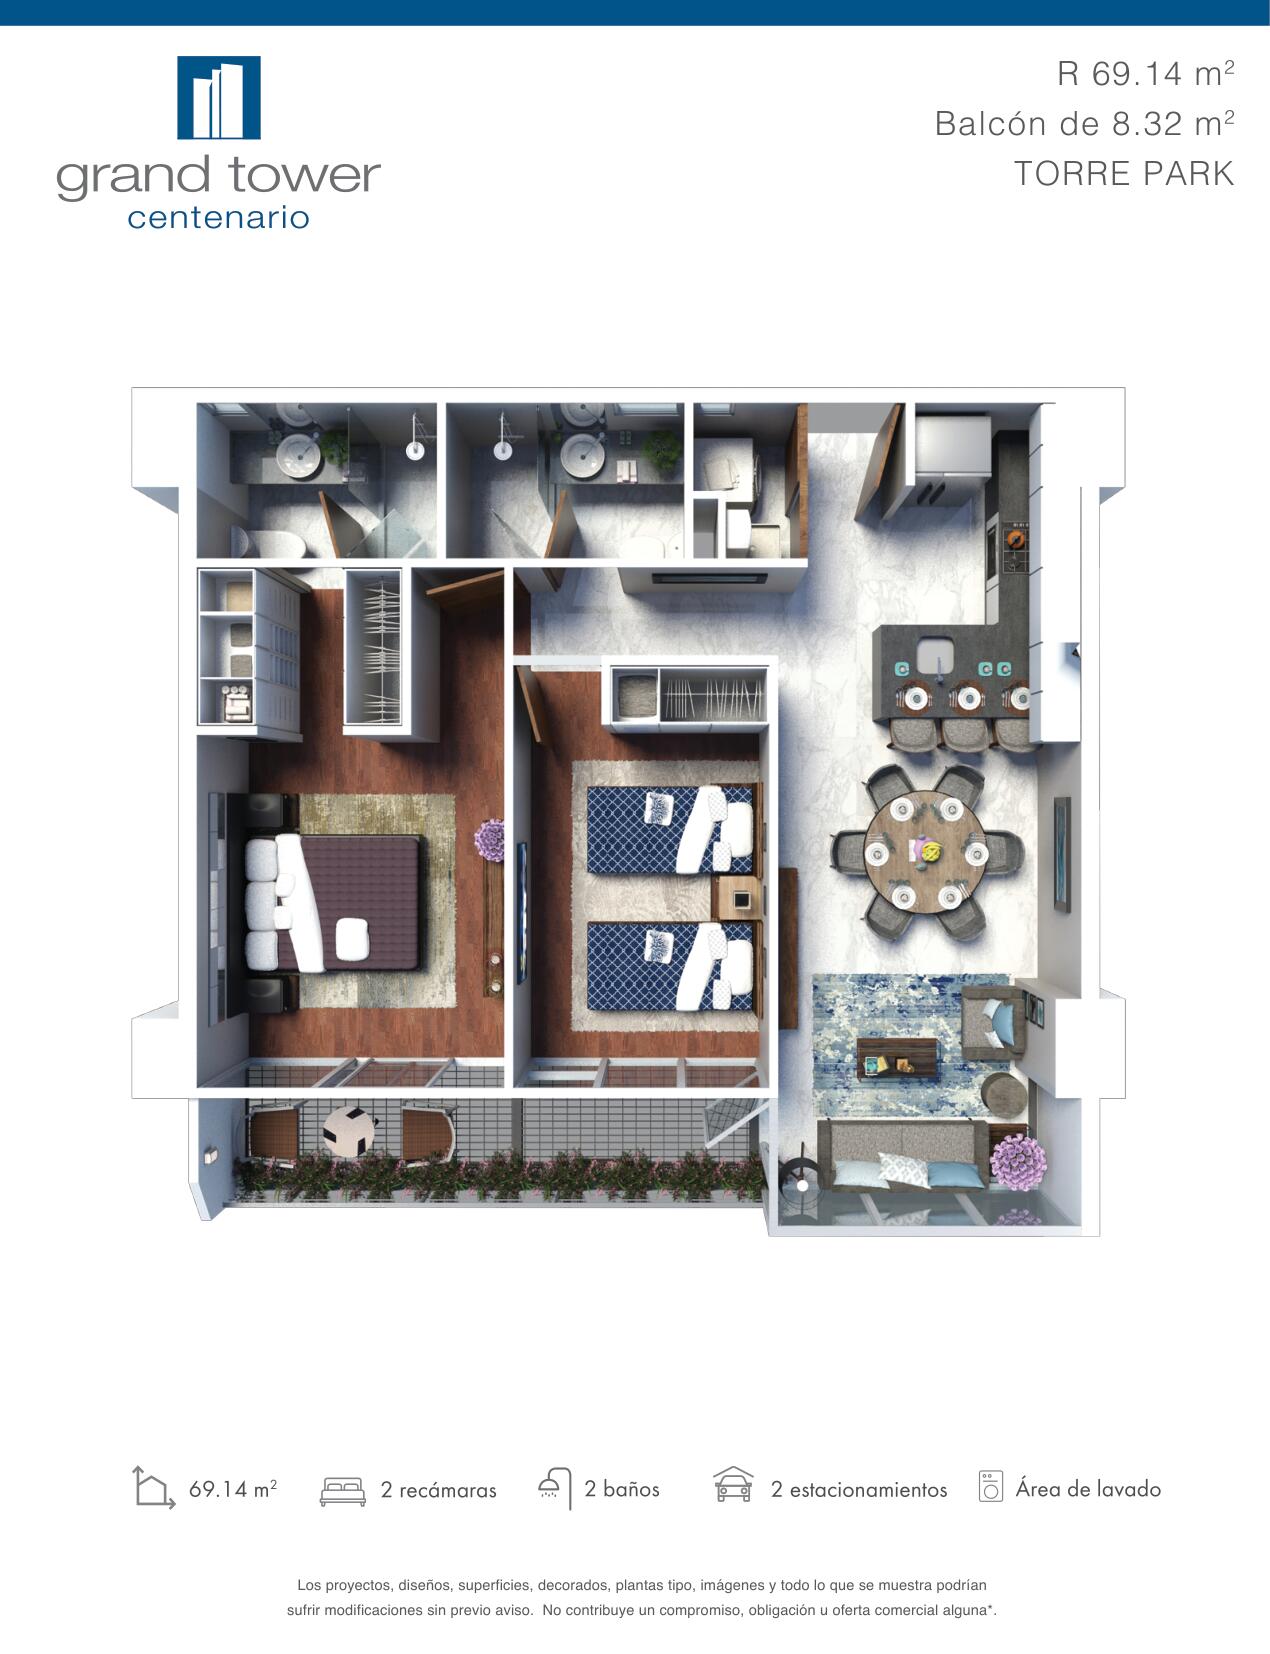 grand tower
centenario
R 69.14 m²
Balcón de 8.32 m²
TORRE PARK
69.14 m²
2 recámaras
2 baños
2 estacionamientos
Área de lavado
Los proyectos, diseños, superficies, decorados, plantas tipo, imágenes y todo lo que se muestra podrían
sufrir modificaciones sin previo aviso. No contribuye un compromiso, obligación u oferta comercial alguna*.